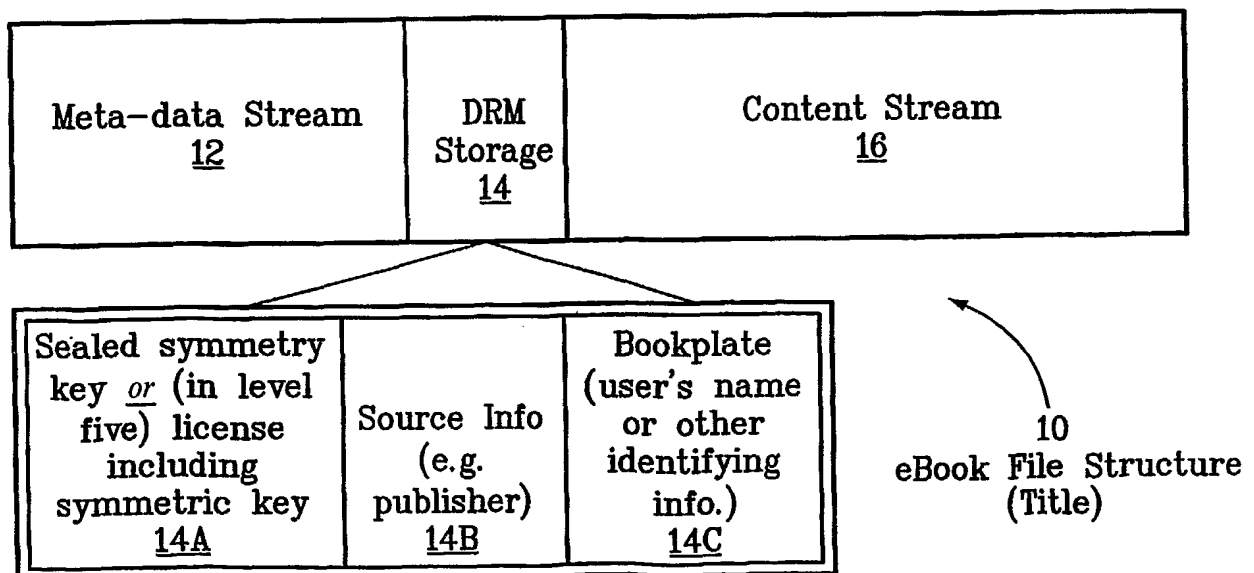 Meta-data Stream
12
DRM
Storage
14
Content Stream
16
Sealed symmetry
key or (in level
five) license
including
symmetric key
14A
Source Info
(e.g.
publisher)
14B
Bookplate
(user's name
or other
identifying
info.)
14C
10
eBook File Structure
(Title)